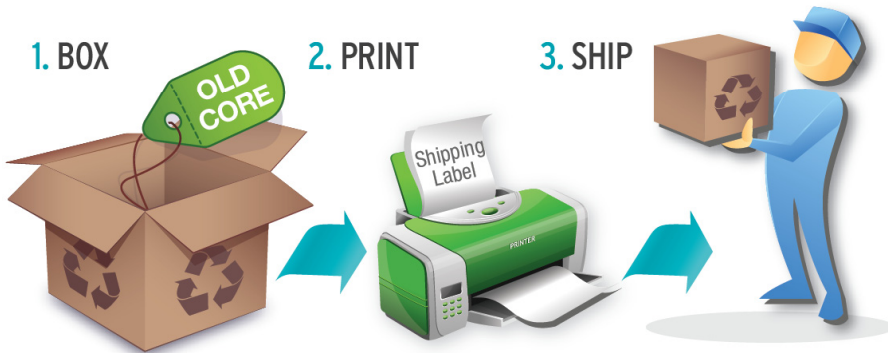 1. BOX
OLD
CORE
2. PRINT
Shipping
Label
PRINTER
3. SHIP